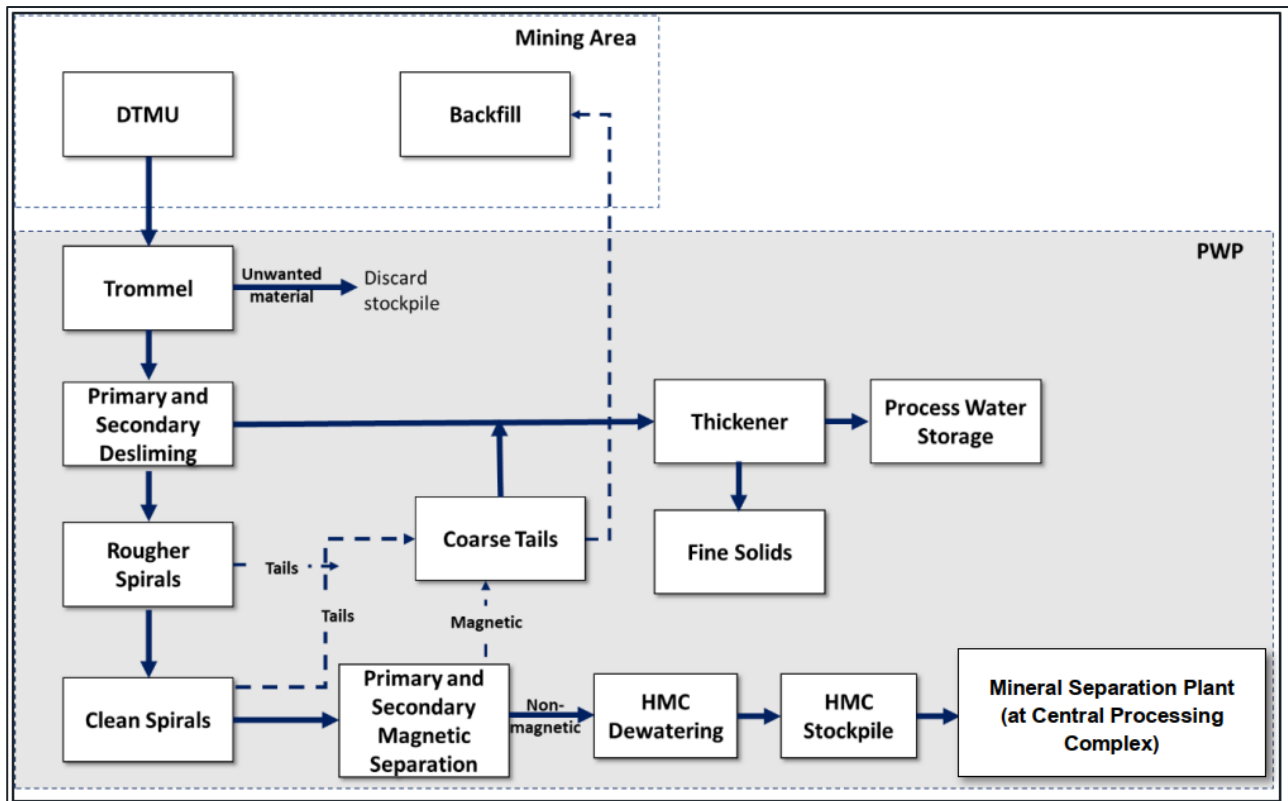 Mining Area
DTMU
Backfill
PWP
Trommel
Unwanted
material
Discard
stockpile
Primary and
Secondary
Desliming
Thickener
Process Water
Storage
Rougher
Spirals
Tails
Coarse Tails
Fine Solids
Tails
Magnetic
Clean Spirals
Primary and
Secondary
Magnetic
Separation
Non-
magnetic
HMC
Dewatering
HMC
Stockpile
Mineral Separation Plant
(at Central Processing
Complex)